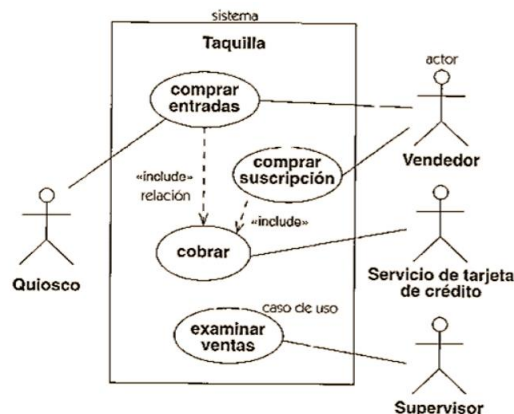 sistema
Taquilla
actor
comprar
entradas
Vendedor
«include»
relación
comprar
suscripción
«include»
cobrar
Quiosco
Servicio de tarjeta
de crédito
caso de uso
examinar
ventas
Supervisor